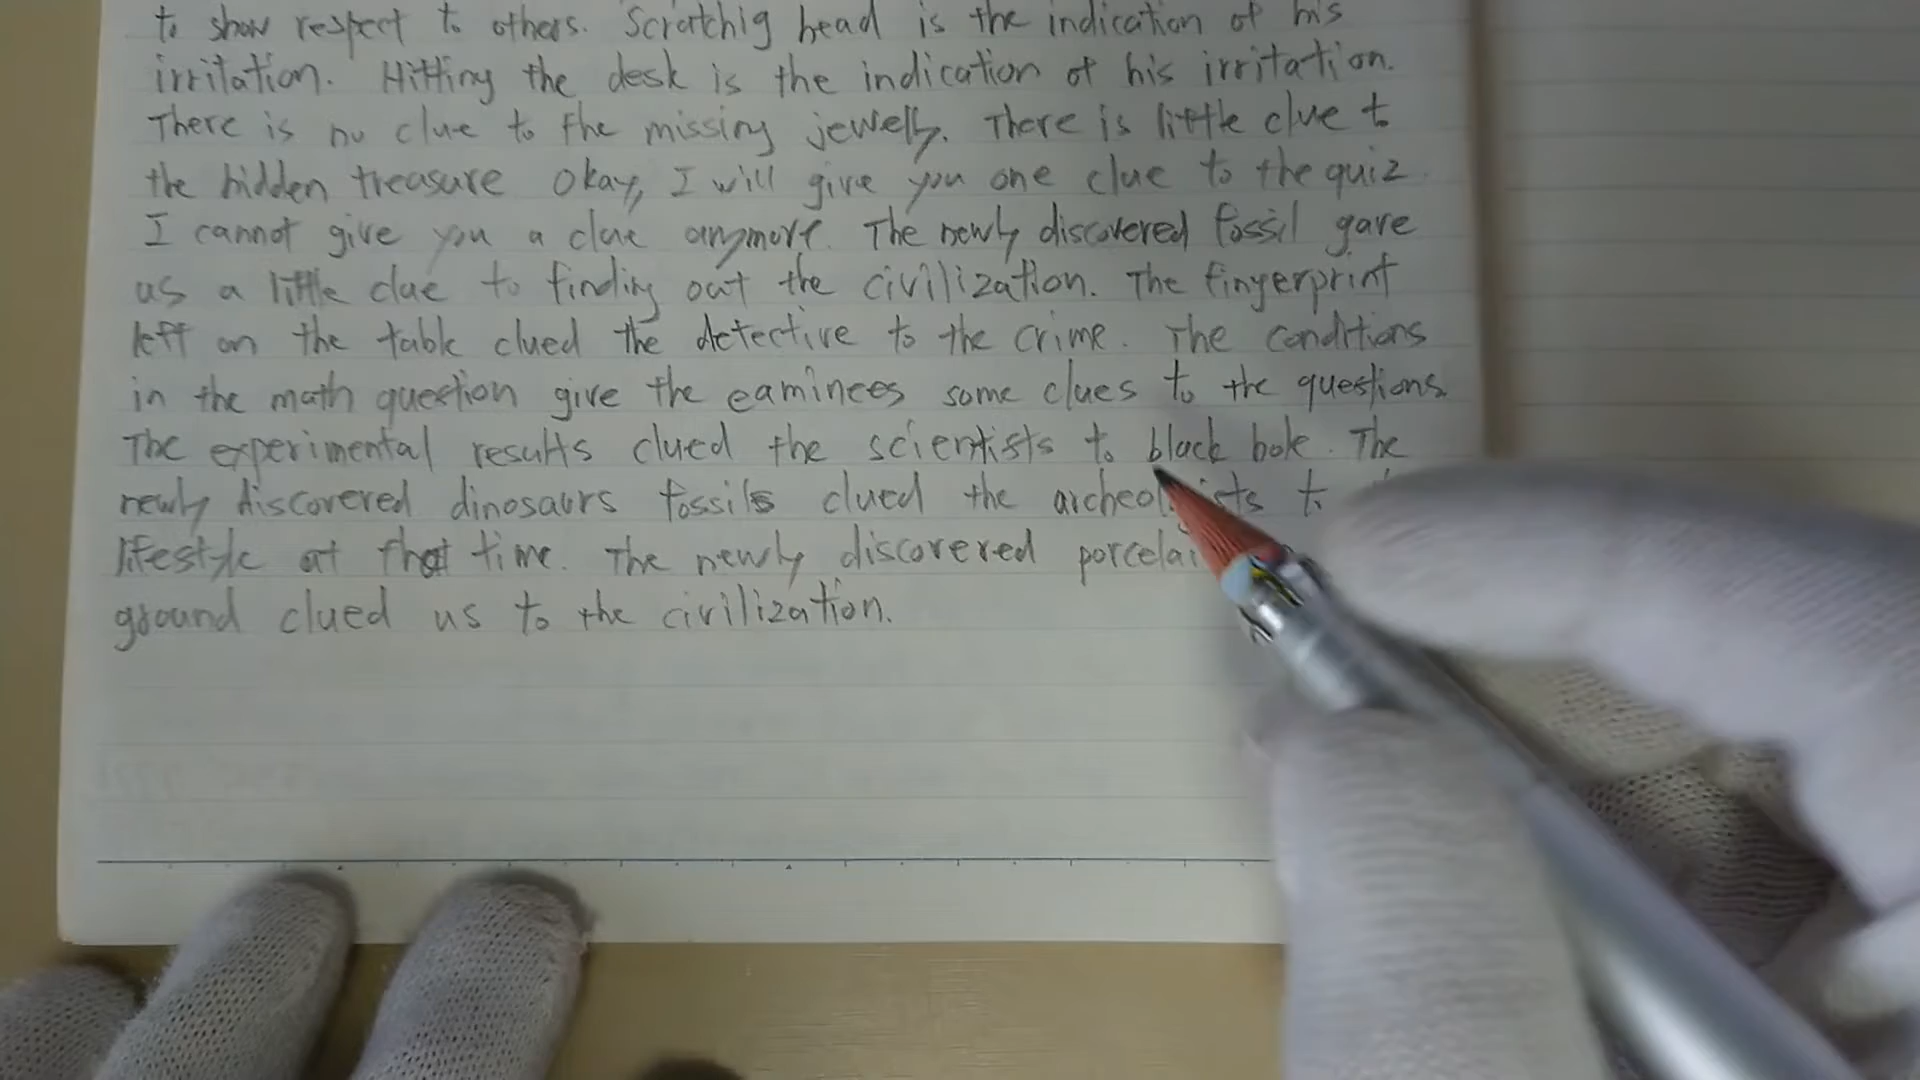 to show respect to others. Scratchig head is the indication of his
irritation. Hitting the desk is the indication of his irritation.
There is no clue to the missing jewelly. There is little clue to
the hidden treasure Okay, I will give you one clue to the quiz.
I cannot give you a clue anymore. The newly discovered fossil gave
us a little clue to finding out the civilization. The fingerprint
left on the table clued the detective to the crime. The conditions
in the math question give the eaminees some clues to the questions.
The experimental results clued the scientists to black hole. The
newly discovered dinosaurs fossils clued the to
lifestyle at that time. The newly discovered
ground clued us to the civilization.